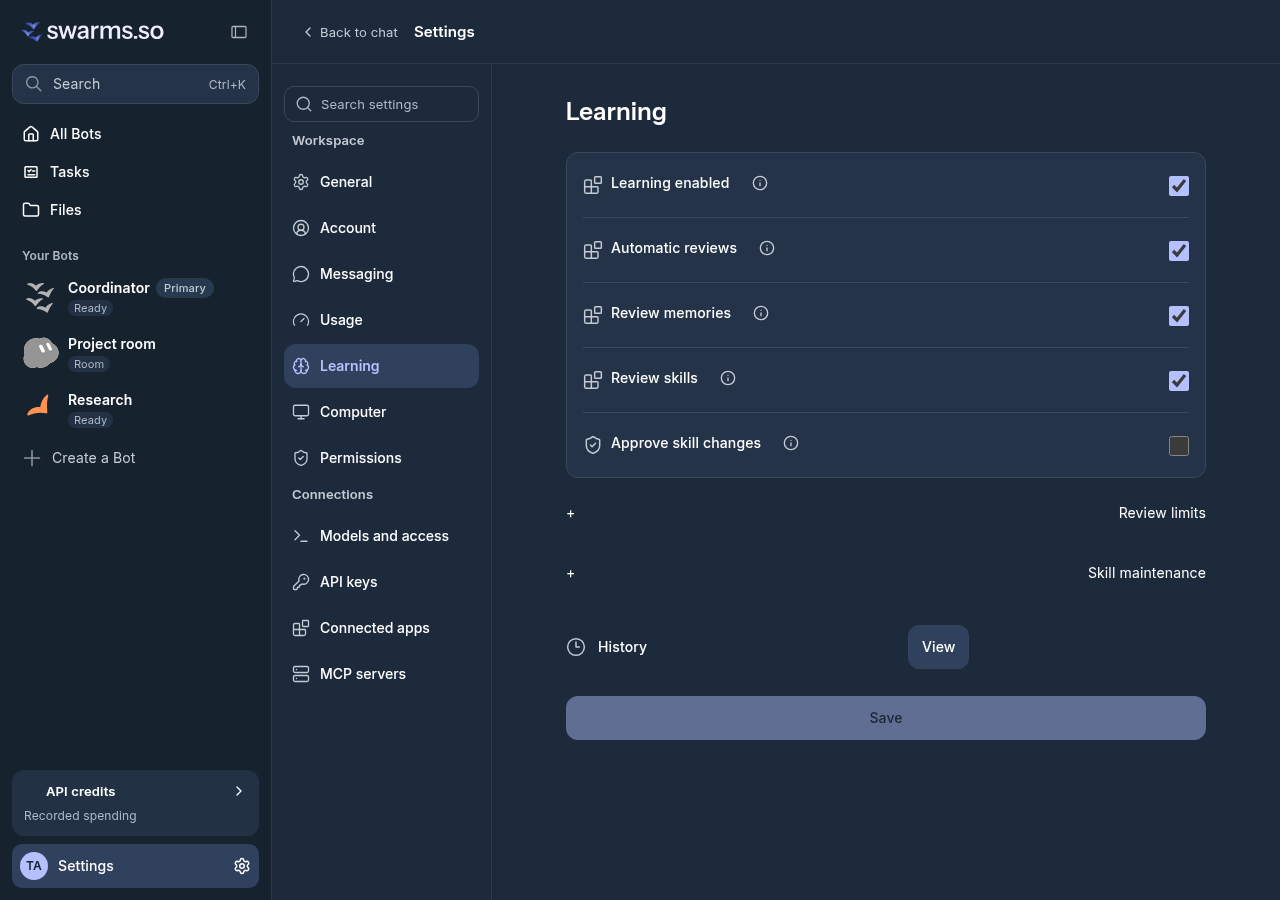 swarms.so
Search Ctrl+K
All Bots
Tasks
Files
Your Bots
Coordinator Primary
Ready
Project room
Room
Research
Ready
Create a Bot
API credits
Recorded spending
TA Settings
Back to chat Settings
Search settings
Workspace
General
Account
Messaging
Usage
Learning
Computer
Permissions
Connections
Models and access
API keys
Connected apps
MCP servers
Learning
Learning enabled
Automatic reviews
Review memories
Review skills
Approve skill changes
+ Review limits
+ Skill maintenance
History View
Save